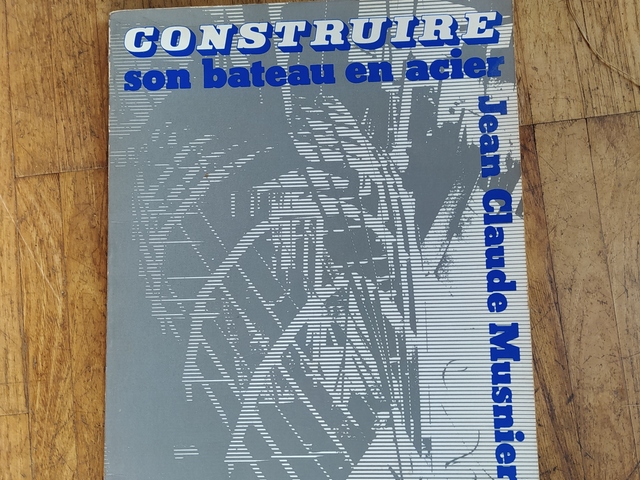 CONSTRUIRE
son bateau en acier
Jean Claude Musnier